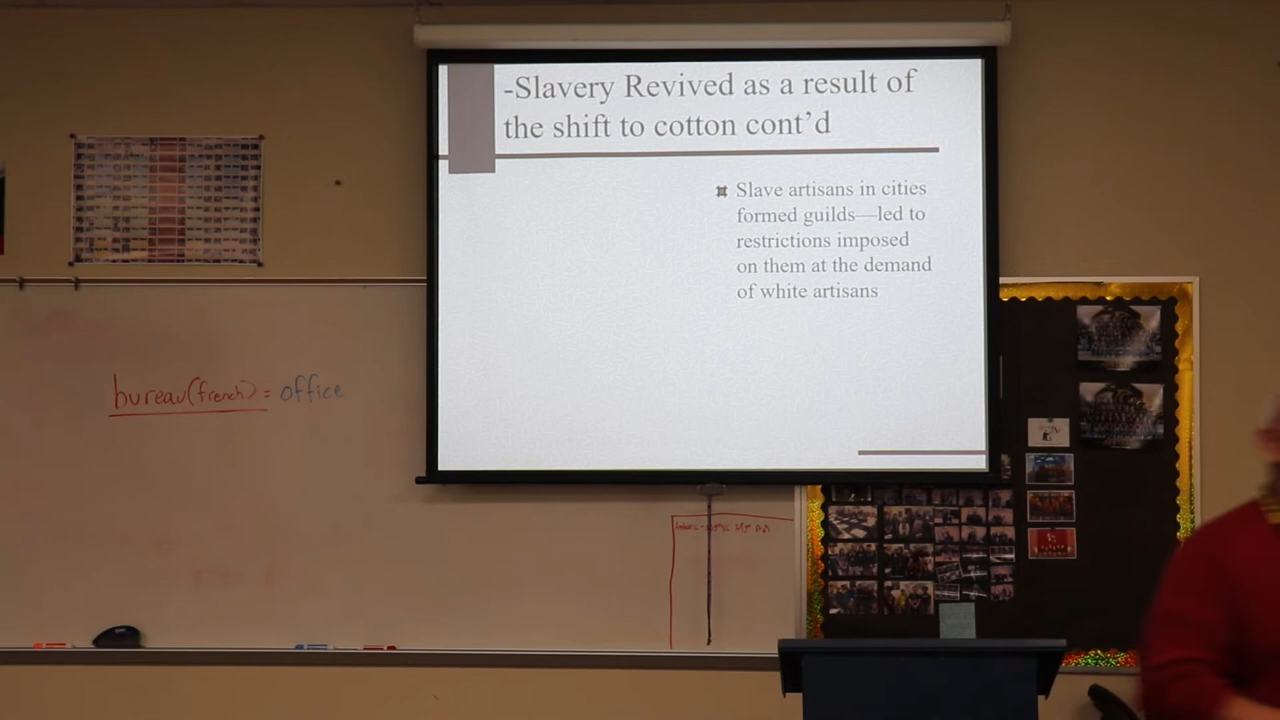 -Slavery Revived as a result of
the shift to cotton cont’d
Slave artisans in cities
formed guilds—led to
restrictions imposed
on them at the demand
of white artisans
bureau(french) = office